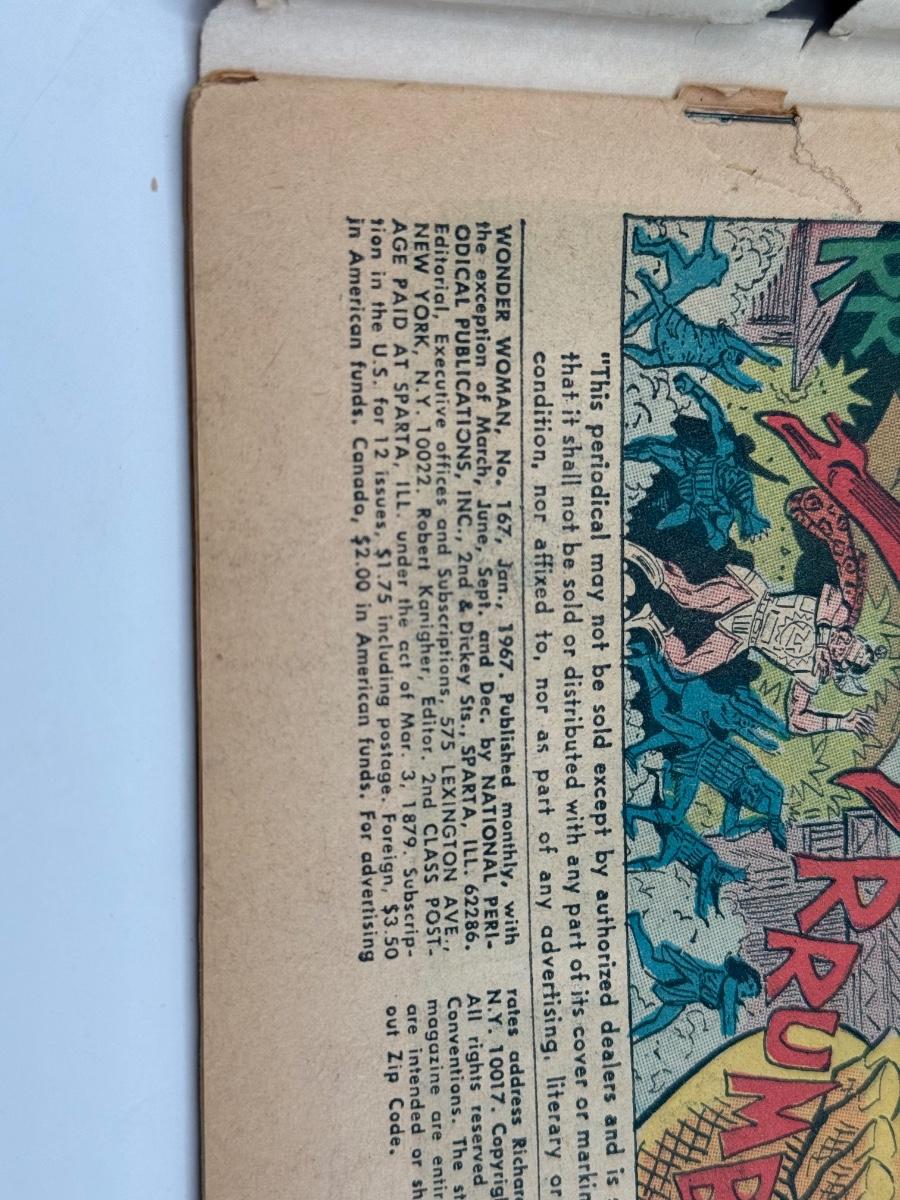 RR
RRUMB
"This periodical may not be sold except by authorized dealers and is
that it shall not be sold or distributed with any part of its cover or
condition, nor affixed to, nor as part of any advertising, literary or
WONDER WOMAN, No. 167, Jan., 1967. Published monthly, with
the exception of March, June, Sept. and Dec. by NATIONAL PERI-
ODICAL PUBLICATIONS, INC., 2nd & Dickey Sts., SPARTA, ILL. 62286.
Editorial, Executive offices and Subscriptions, 575 LEXINGTON AVE.,
NEW YORK, N.Y. 10022. Robert Kanigher, Editor. 2nd CLASS POST-
AGE PAID AT SPARTA, ILL. under the act of Mar. 3, 1879. Subscrip-
tion in the U.S. for 12 issues, $1.75 including postage. Foreign, $3.50
in American funds. Canada, $2.00 in American funds. For advertising
rates address
N.Y. 10017.
All rights reserved
Conventions. The
magazine are
are intended or
out Zip Code.